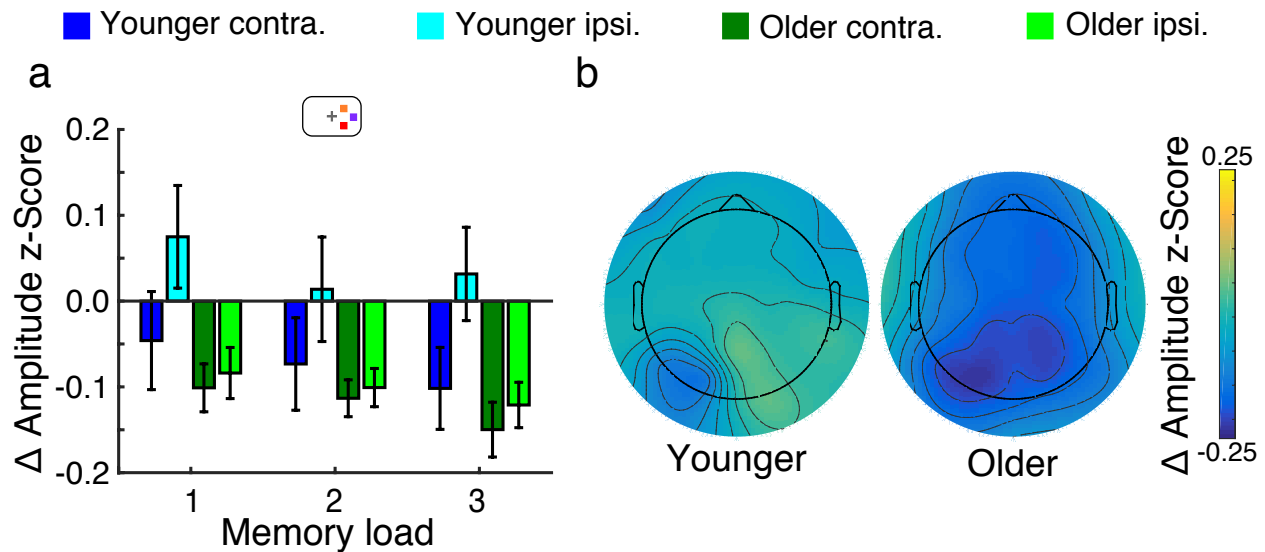 Younger contra. Younger ipsi. Older contra. Older ipsi.
a
b
Δ Amplitude z-Score
0.2
0.1
0.0
-0.1
-0.2
1 2 3
Memory load
Younger
Older
Δ Amplitude z-Score
0.25
-0.25